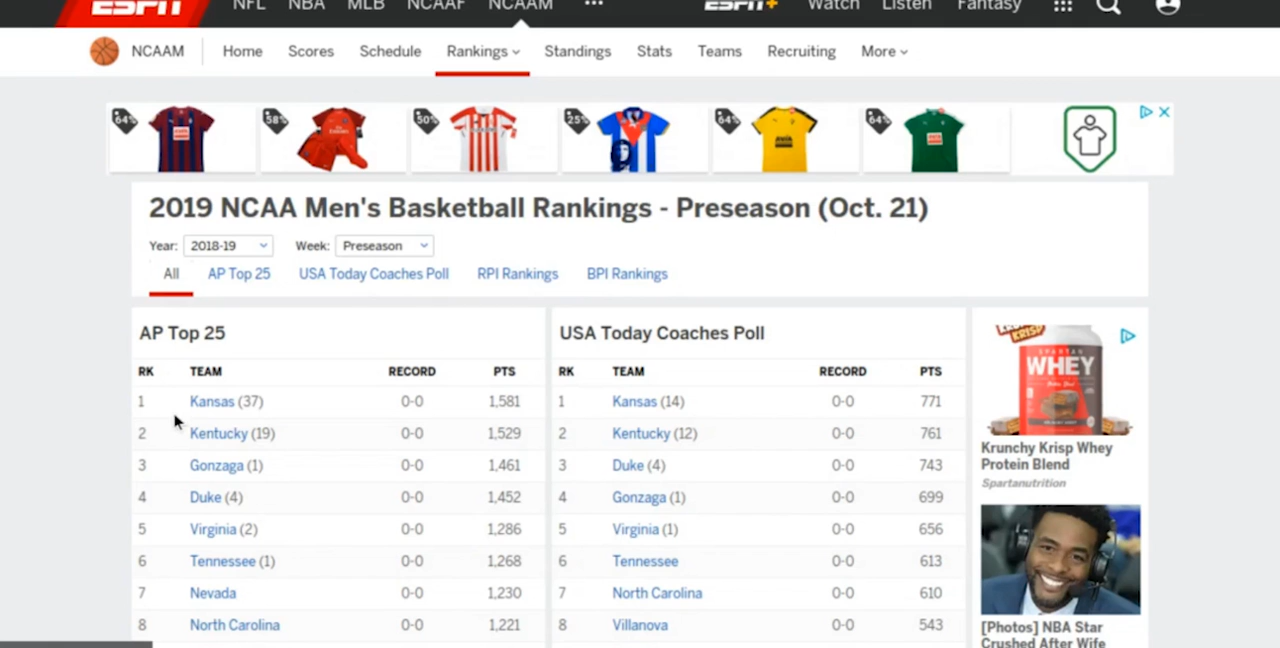 ESPN NFL NBA MLB NCAAF NCAAM ... ESPN+ Watch Listen Fantasy
NCAAM Home Scores Schedule Rankings Standings Stats Teams Recruiting More
64% 58% 50% 25% 64% 64%
2019 NCAA Men's Basketball Rankings - Preseason (Oct. 21)
Year: 2018-19 Week: Preseason
All AP Top 25 USA Today Coaches Poll RPI Rankings BPI Rankings
AP Top 25
RK TEAM RECORD PTS
1 Kansas (37) 0-0 1,581
2 Kentucky (19) 0-0 1,529
3 Gonzaga (1) 0-0 1,461
4 Duke (4) 0-0 1,452
5 Virginia (2) 0-0 1,286
6 Tennessee (1) 0-0 1,268
7 Nevada 0-0 1,230
8 North Carolina 0-0 1,221
USA Today Coaches Poll
RK TEAM RECORD PTS
1 Kansas (14) 0-0 771
2 Kentucky (12) 0-0 761
3 Duke (4) 0-0 743
4 Gonzaga (1) 0-0 699
5 Virginia (1) 0-0 656
6 Tennessee 0-0 613
7 North Carolina 0-0 610
8 Villanova 0-0 543
KRISP
SPARTAN
WHEY
Krunchy Krisp Whey
Protein Blend
Spartanutrition
[Photos] NBA Star
Crushed After Wife